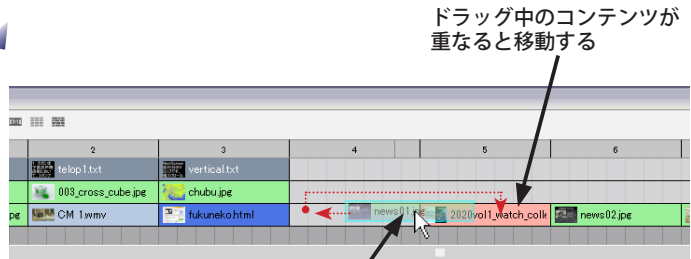 ドラッグ中のコンテンツが
重なると移動する
2 3 4 5 6
telop1.txt vertical.txt
003_cross_cube.jpg chubu.jpg
pg CM 1.wmv fukuneko.html news01.jpg 2020vol1_watch_colle news02.jpg